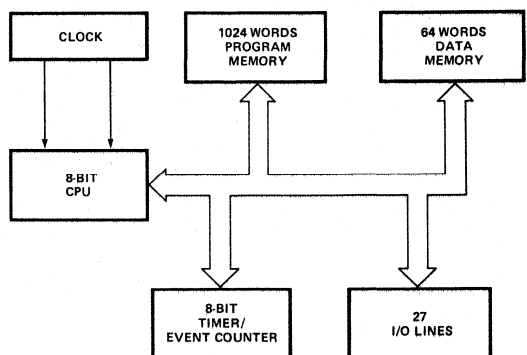 CLOCK
1024 WORDS
PROGRAM
MEMORY
64 WORDS
DATA
MEMORY
8-BIT
CPU
8-BIT
TIMER/
EVENT COUNTER
27
I/O LINES